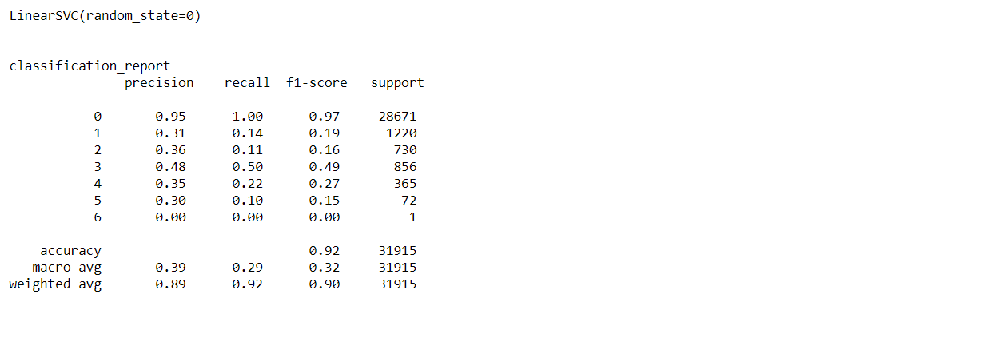 LinearSVC(random_state=0)
classification_report
precision recall f1-score support
0 0.95 1.00 0.97 28671
1 0.31 0.14 0.19 1220
2 0.36 0.11 0.16 730
3 0.48 0.50 0.49 856
4 0.35 0.22 0.27 365
5 0.30 0.10 0.15 72
6 0.00 0.00 0.00 1
accuracy 0.92 31915
macro avg 0.39 0.29 0.32 31915
weighted avg 0.89 0.92 0.90 31915